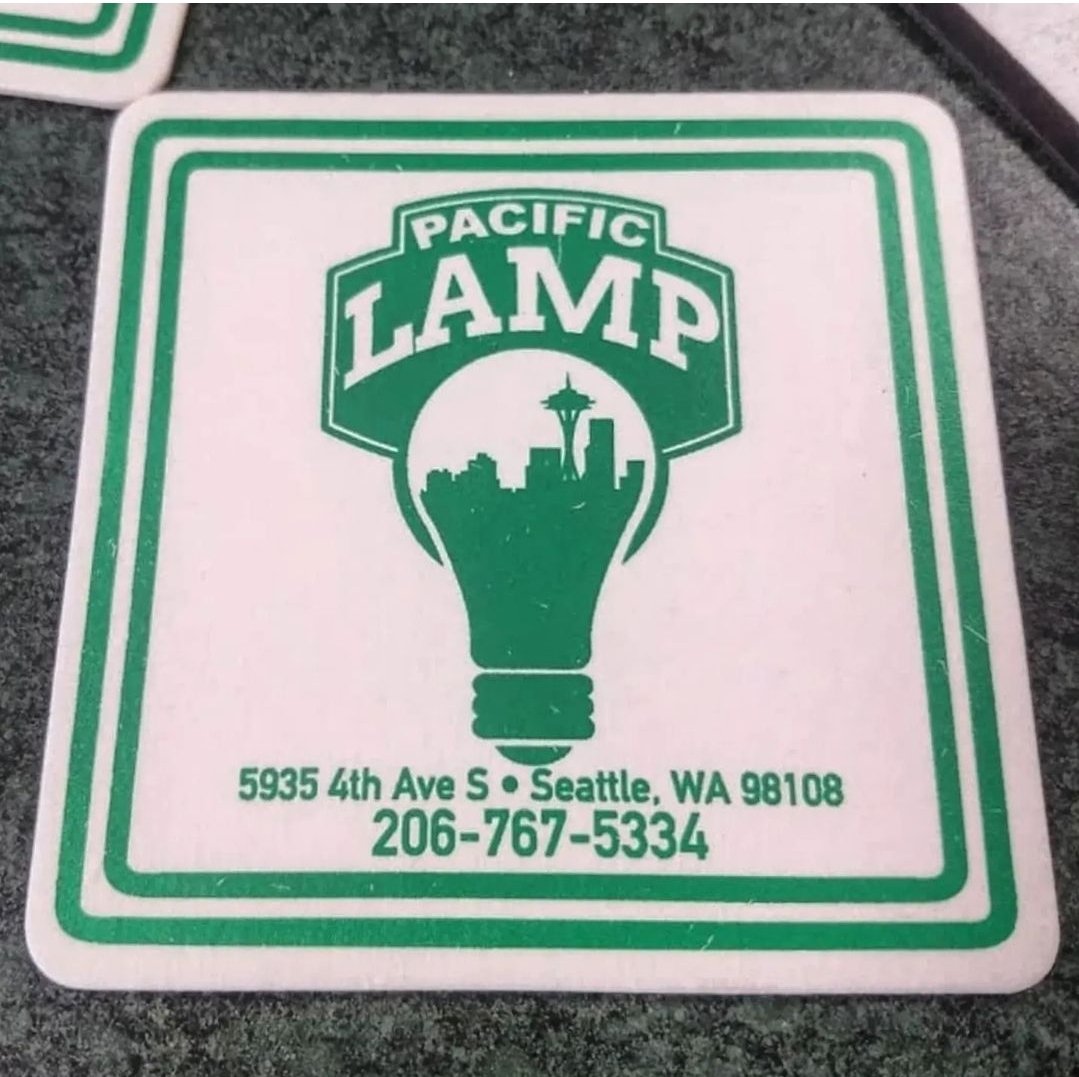 PACIFIC
LAMP
5935 4th Ave S • Seattle, WA 98108
206-767-5334